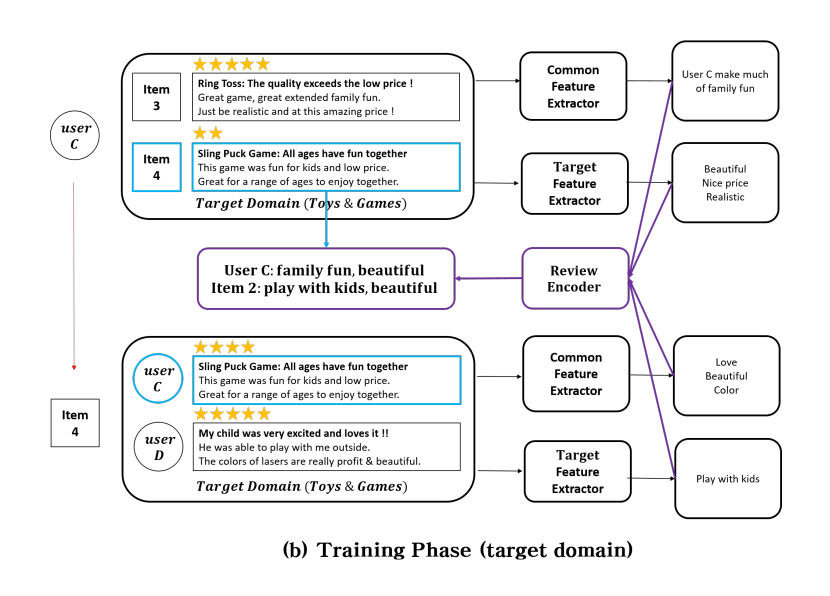 user
C
Item
3
Ring Toss: The quality exceeds the low price !
Great game, great extended family fun.
Just be realistic and at this amazing price !
Item
4
Sling Puck Game: All ages have fun together
This game was fun for kids and low price.
Great for a range of ages to enjoy together.
Target Domain (Toys & Games)
Common
Feature
Extractor
User C make much
of family fun
Target
Feature
Extractor
Beautiful
Nice price
Realistic
User C: family fun, beautiful
Item 2: play with kids, beautiful
Review
Encoder
user
C
Sling Puck Game: All ages have fun together
This game was fun for kids and low price.
Great for a range of ages to enjoy together.
user
D
My child was very excited and loves it !!
He was able to play with me outside.
The colors of lasers are really profit & beautiful.
Target Domain (Toys & Games)
Common
Feature
Extractor
Love
Beautiful
Color
Target
Feature
Extractor
Play with kids
Item
4
(b) Training Phase (target domain)